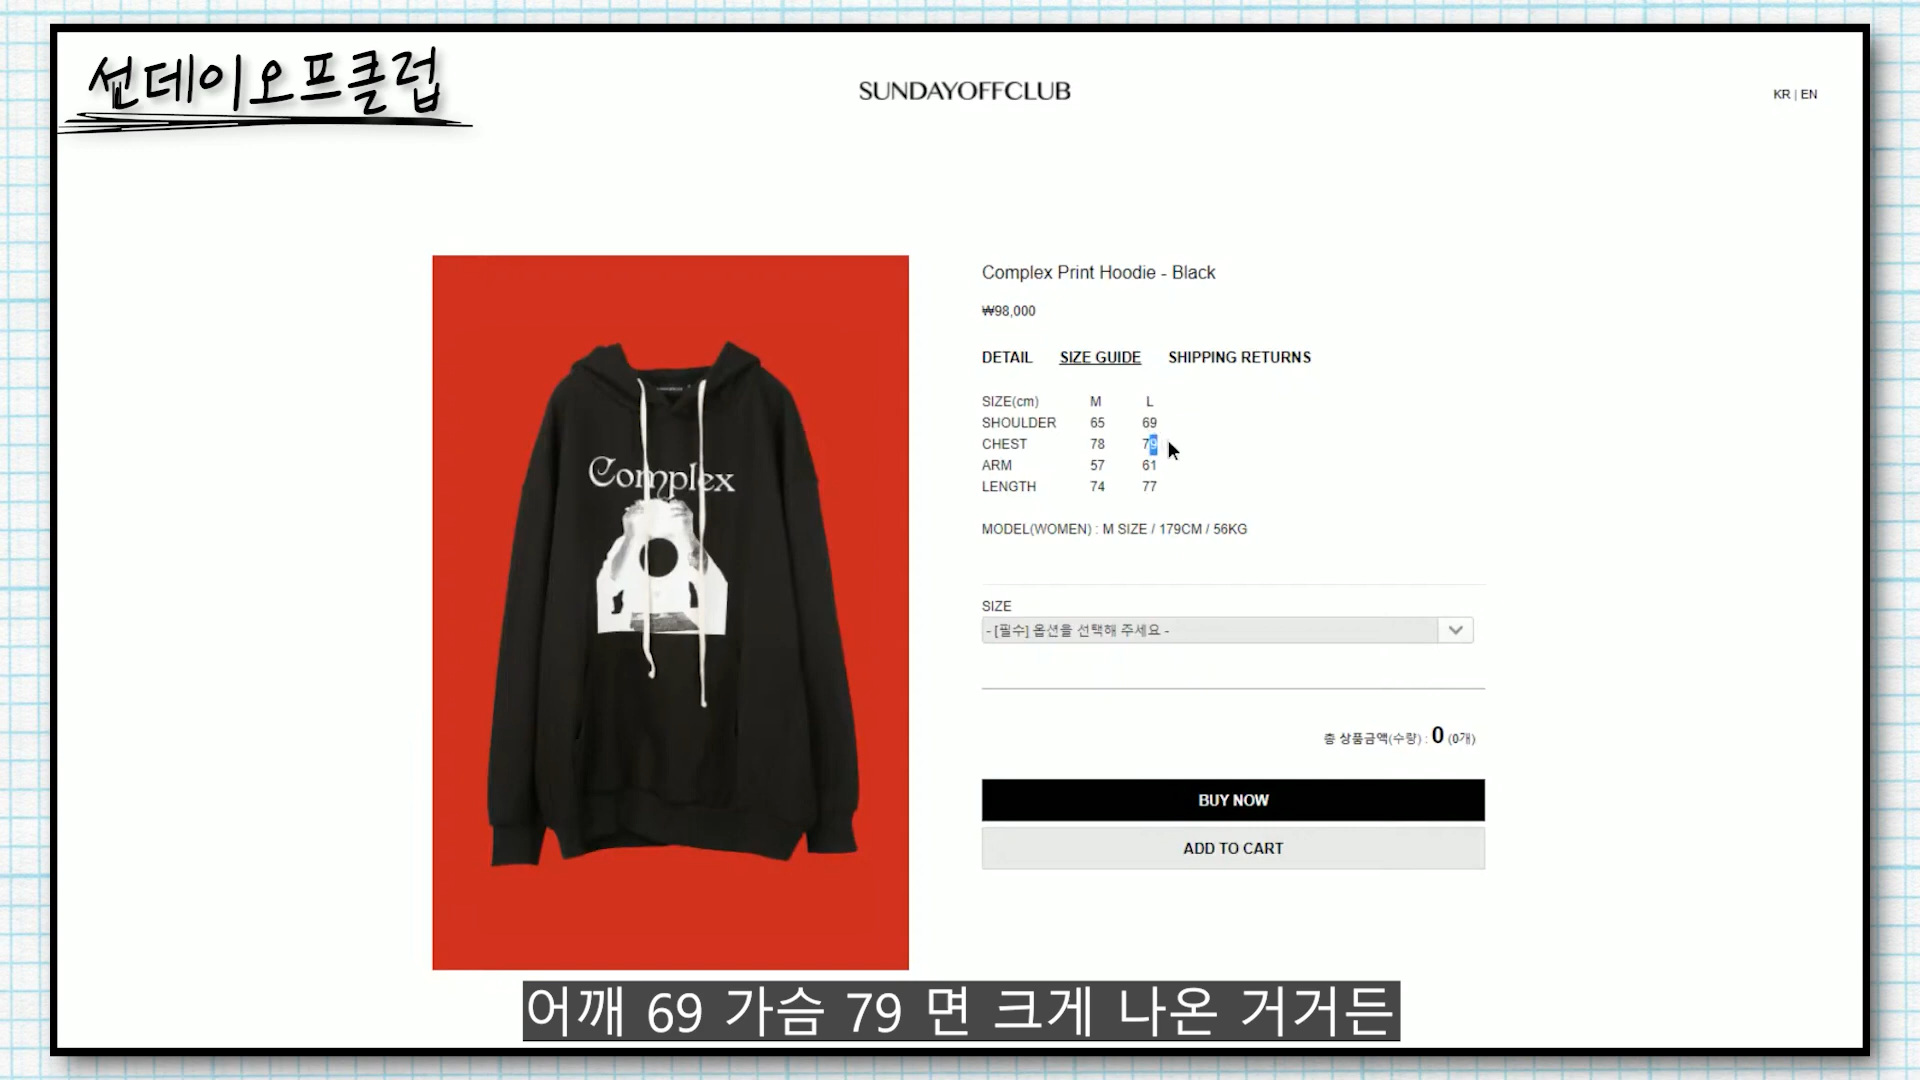 썬데이오프클럽
SUNDAYOFFCLUB
KR | EN
Complex
Complex Print Hoodie - Black
₩98,000
DETAIL SIZE GUIDE SHIPPING RETURNS
SIZE(cm) M L
SHOULDER 65 69
CHEST 78 79
ARM 57 61
LENGTH 74 77
MODEL(WOMEN) : M SIZE / 179CM / 56KG
SIZE
- [필수] 옵션을 선택해 주세요 -
총 상품금액(수량) : 0 (0개)
BUY NOW
ADD TO CART
어깨 69 가슴 79 면 크게 나온 거거든